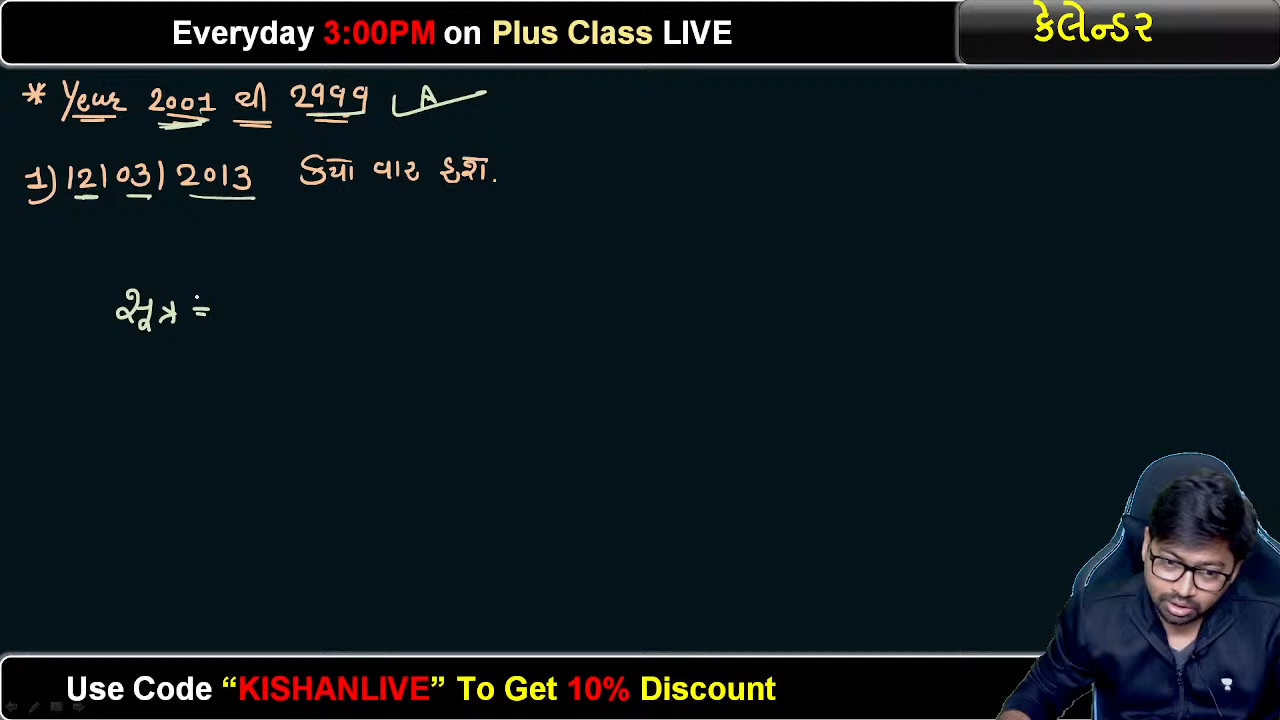 Everyday 3:00PM on Plus Class LIVE
કેલેન્ડર
* Year 2001 થી 2999 A
1) 12/03/2013 કયો વાર હશે.
સૂત્ર =
Use Code “KISHANLIVE” To Get 10% Discount